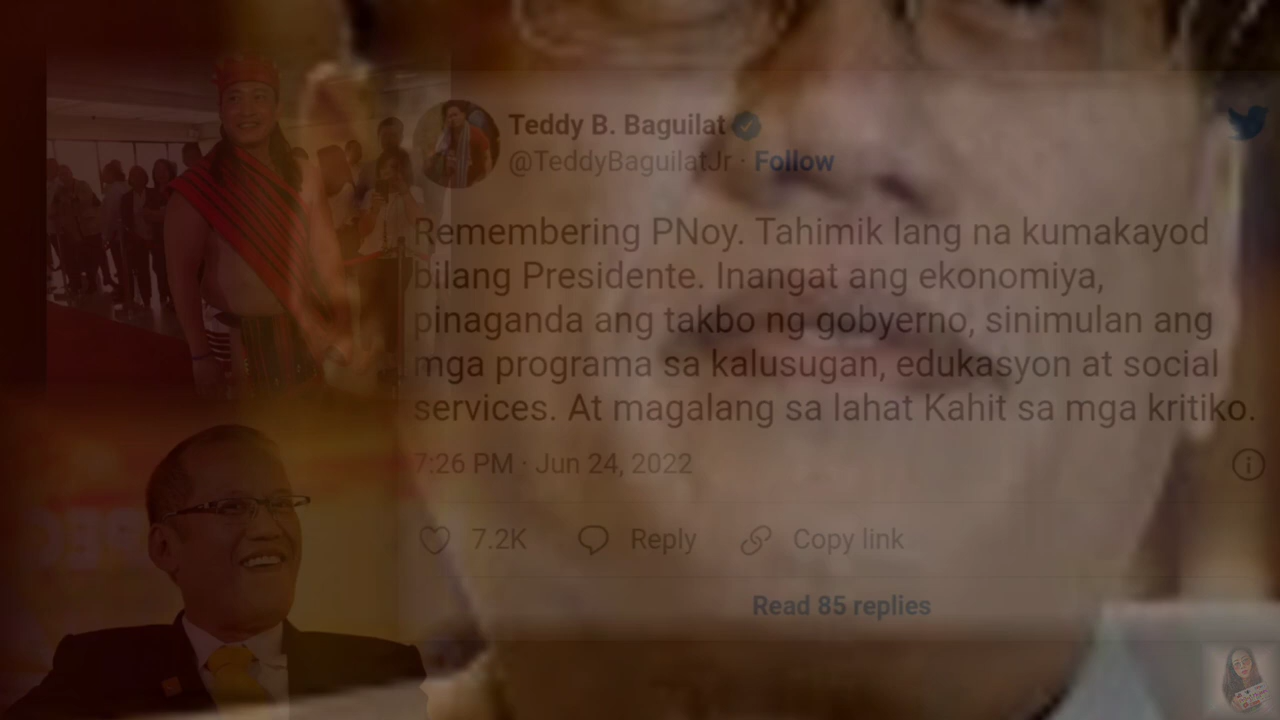 Teddy B. Baguilat
@TeddyBaguilatJr · Follow
Remembering PNoy. Tahimik lang na kumakayod
bilang Presidente. Inangat ang ekonomiya,
pinaganda ang takbo ng gobyerno, sinimulan ang
mga programa sa kalusugan, edukasyon at social
services. At magalang sa lahat Kahit sa mga kritiko.
7:26 PM · Jun 24, 2022
7.2K Reply Copy link
Read 85 replies